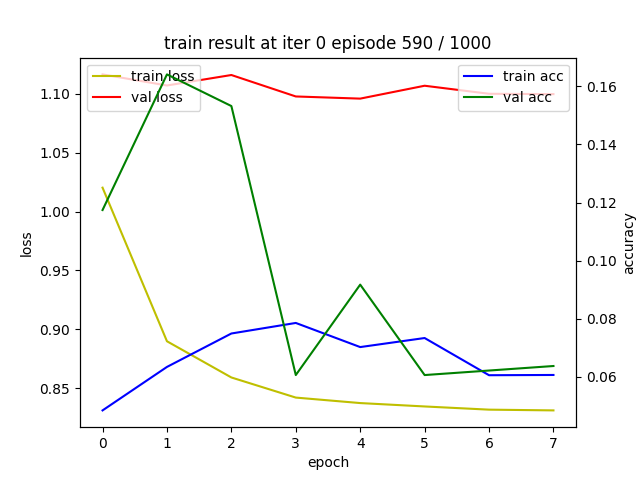 train result at iter 0 episode 590 / 1000
train loss
val loss
train acc
val acc
1.10
1.05
1.00
0.95
0.90
0.85
loss
0.16
0.14
0.12
0.10
0.08
0.06
accuracy
0 1 2 3 4 5 6 7
epoch